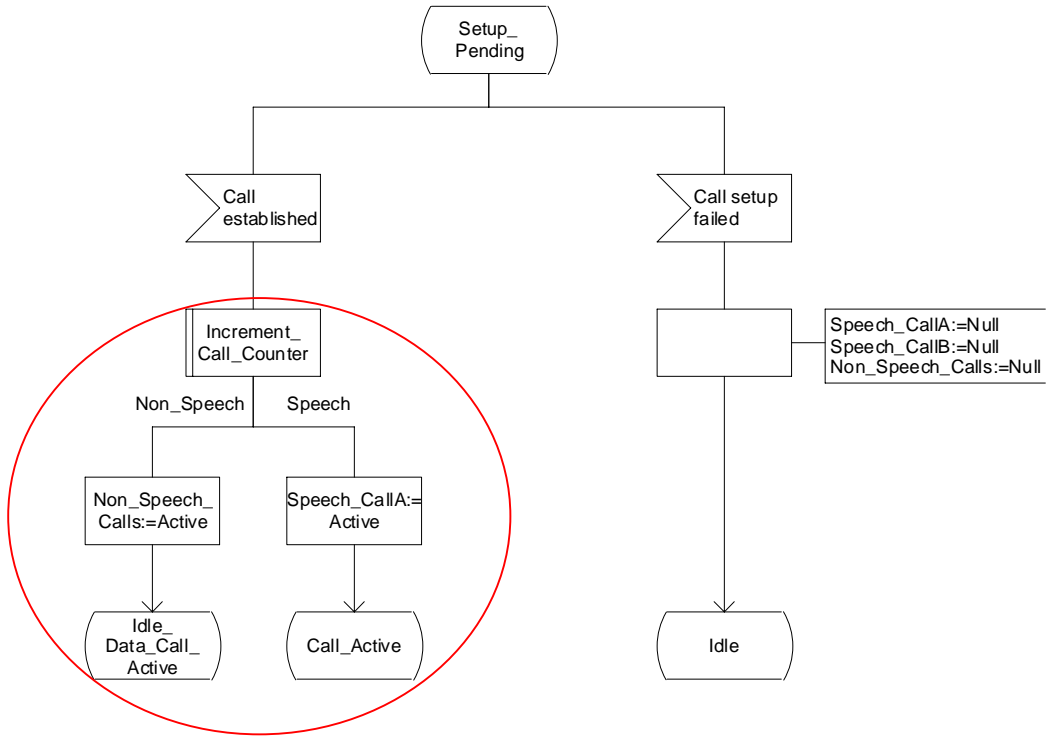 Setup_
Pending
Call
established
Call setup
failed
Increment_
Call_Counter
Speech_CallA:=Null
Speech_CallB:=Null
Non_Speech_Calls:=Null
Non_Speech
Speech
Non_Speech_
Calls:=Active
Speech_CallA:=
Active
Idle_
Data_Call_
Active
Call_Active
Idle